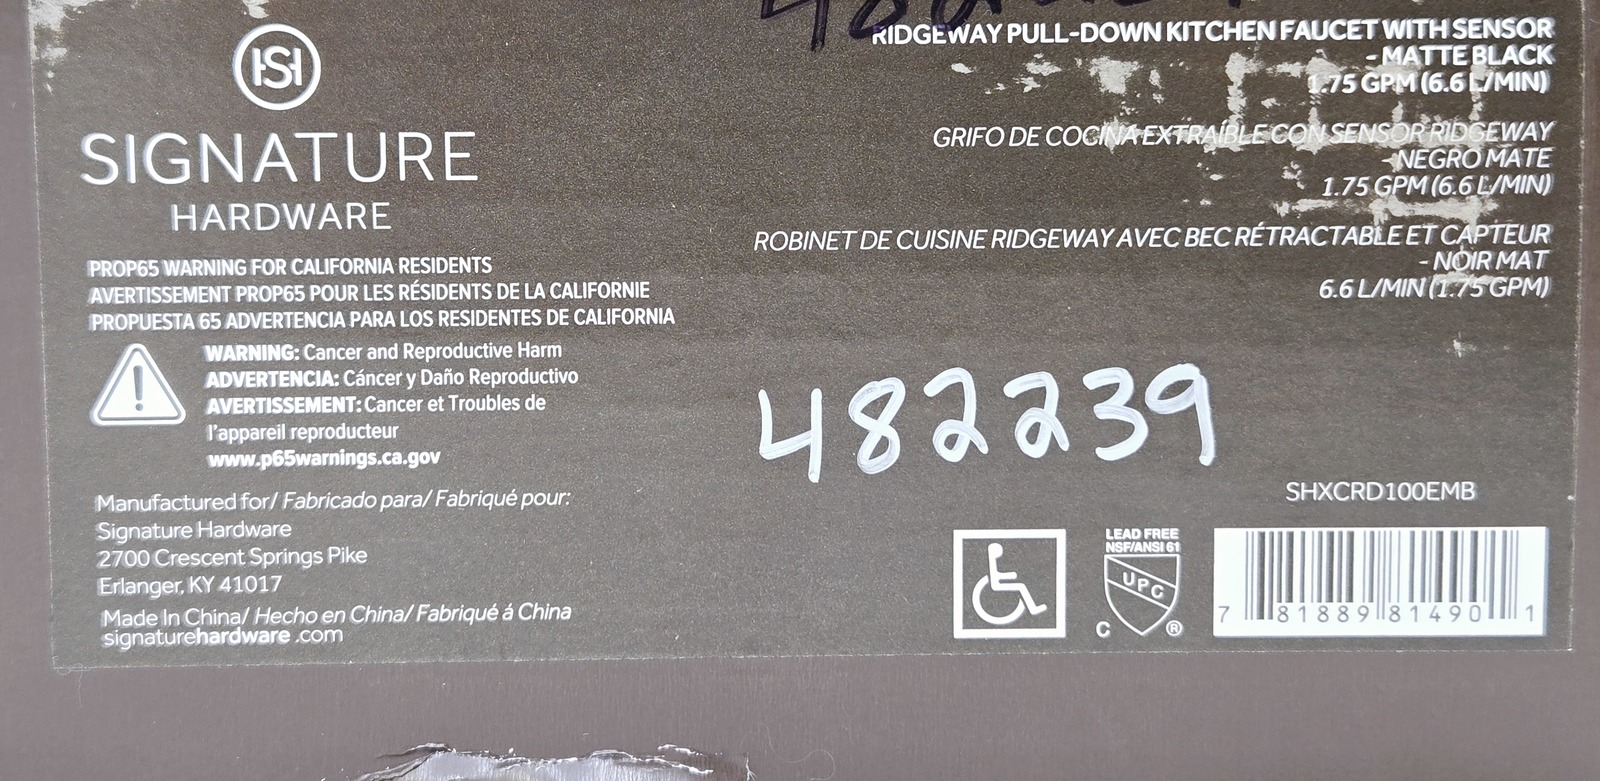 SH
SIGNATURE
HARDWARE
PROP65 WARNING FOR CALIFORNIA RESIDENTS
AVERTISSEMENT PROP65 POUR LES RÉSIDENTS DE LA CALIFORNIE
PROPUESTA 65 ADVERTENCIA PARA LOS RESIDENTES DE CALIFORNIA
WARNING: Cancer and Reproductive Harm
ADVERTENCIA: Cáncer y Daño Reproductivo
AVERTISSEMENT: Cancer et Troubles de
l'appareil reproducteur
www.p65warnings.ca.gov
Manufactured for/ Fabricado para/ Fabriqué pour:
Signature Hardware
2700 Crescent Springs Pike
Erlanger, KY 41017
Made In China/ Hecho en China/ Fabriqué á China
signaturehardware .com
RIDGEWAY PULL-DOWN KITCHEN FAUCET WITH SENSOR
- MATTE BLACK
1.75 GPM (6.6 L/MIN)
GRIFO DE COCINA EXTRAÍBLE CON SENSOR RIDGEWAY
- NEGRO MATE
1.75 GPM (6.6 L/MIN)
ROBINET DE CUISINE RIDGEWAY AVEC BEC RÉTRACTABLE ET CAPTEUR
- NOIR MAT
6.6 L/MIN (1.75 GPM)
482239
SHXCRD100EMB
LEAD FREE
NSF/ANSI 61
UPC
C ®
7 81889 81490 1